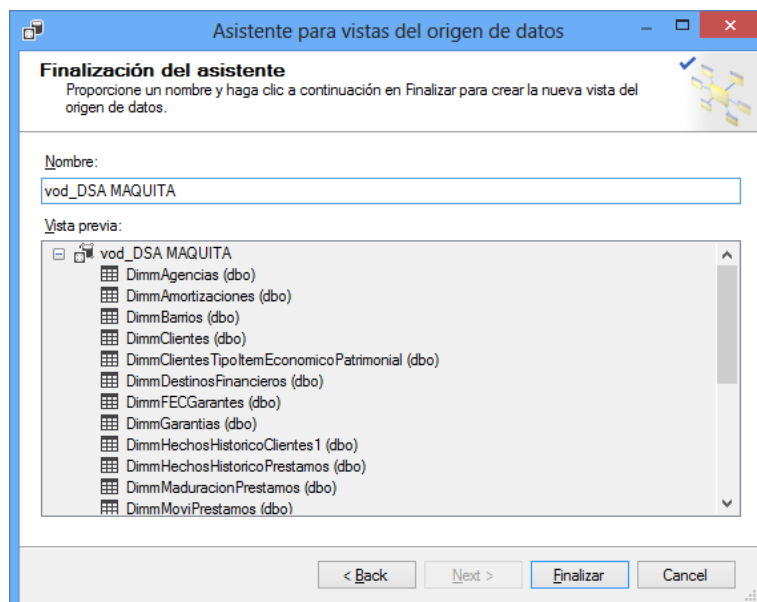 Asistente para vistas del origen de datos
Finalización del asistente
Proporcione un nombre y haga clic a continuación en Finalizar para crear la nueva vista del
origen de datos.
Nombre:
vod_DSA MAQUITA
Vista previa:
vod_DSA MAQUITA
DimmAgencias (dbo)
DimmAmortizaciones (dbo)
DimmBarrios (dbo)
DimmClientes (dbo)
DimmClientesTipoItemEconomicoPatrimonial (dbo)
DimmDestinosFinancieros (dbo)
DimmFECGarantes (dbo)
DimmGarantias (dbo)
DimmHechosHistoricoClientes1 (dbo)
DimmHechosHistoricoPrestamos (dbo)
DimmMaduracionPrestamos (dbo)
DimmMoviPrestamos (dbo)
< Back Next > Finalizar Cancel